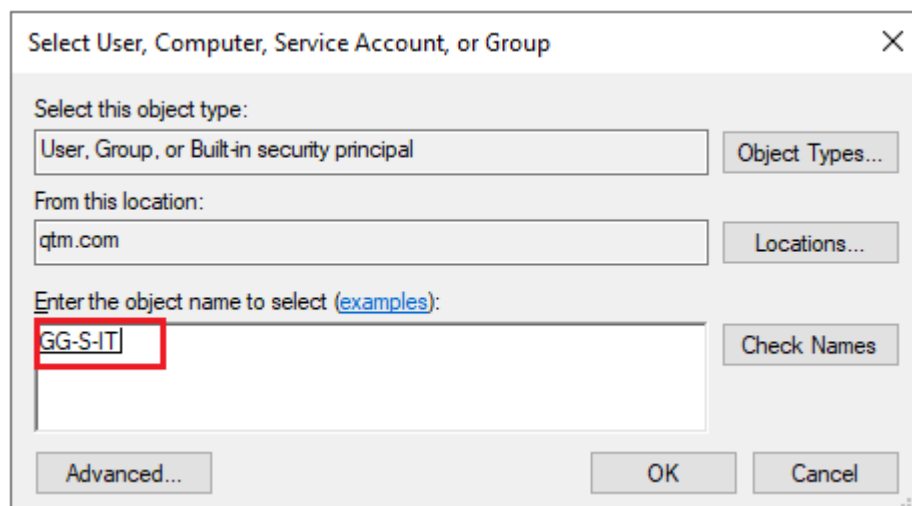 Select User, Computer, Service Account, or Group
Select this object type:
User, Group, or Built-in security principal
Object Types...
From this location:
qtm.com
Locations...
Enter the object name to select (examples):
GG-S-IT
Check Names
Advanced...
OK
Cancel